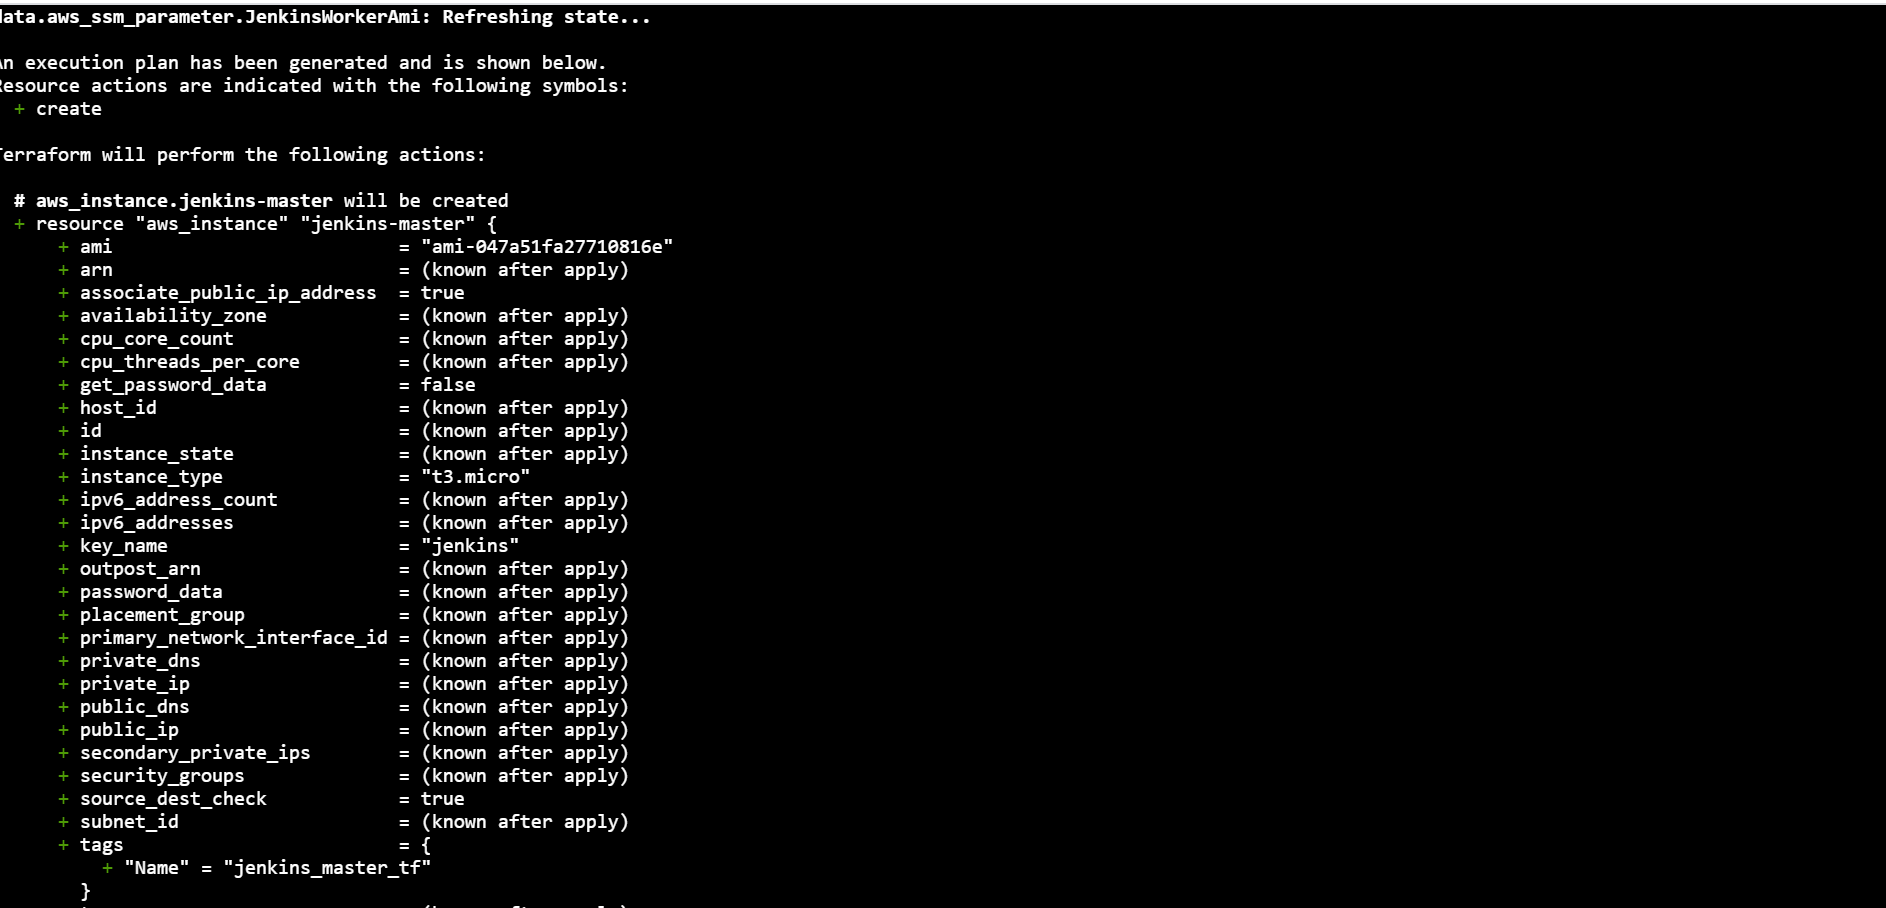 data.aws_ssm_parameter.JenkinsWorkerAmi: Refreshing state...
An execution plan has been generated and is shown below.
Resource actions are indicated with the following symbols:
+ create
Terraform will perform the following actions:
# aws_instance.jenkins-master will be created
+ resource "aws_instance" "jenkins-master" {
+ ami = "ami-047a51fa27710816e"
+ arn = (known after apply)
+ associate_public_ip_address = true
+ availability_zone = (known after apply)
+ cpu_core_count = (known after apply)
+ cpu_threads_per_core = (known after apply)
+ get_password_data = false
+ host_id = (known after apply)
+ id = (known after apply)
+ instance_state = (known after apply)
+ instance_type = "t3.micro"
+ ipv6_address_count = (known after apply)
+ ipv6_addresses = (known after apply)
+ key_name = "jenkins"
+ outpost_arn = (known after apply)
+ password_data = (known after apply)
+ placement_group = (known after apply)
+ primary_network_interface_id = (known after apply)
+ private_dns = (known after apply)
+ private_ip = (known after apply)
+ public_dns = (known after apply)
+ public_ip = (known after apply)
+ secondary_private_ips = (known after apply)
+ security_groups = (known after apply)
+ source_dest_check = true
+ subnet_id = (known after apply)
+ tags = {
+ "Name" = "jenkins_master_tf"
}